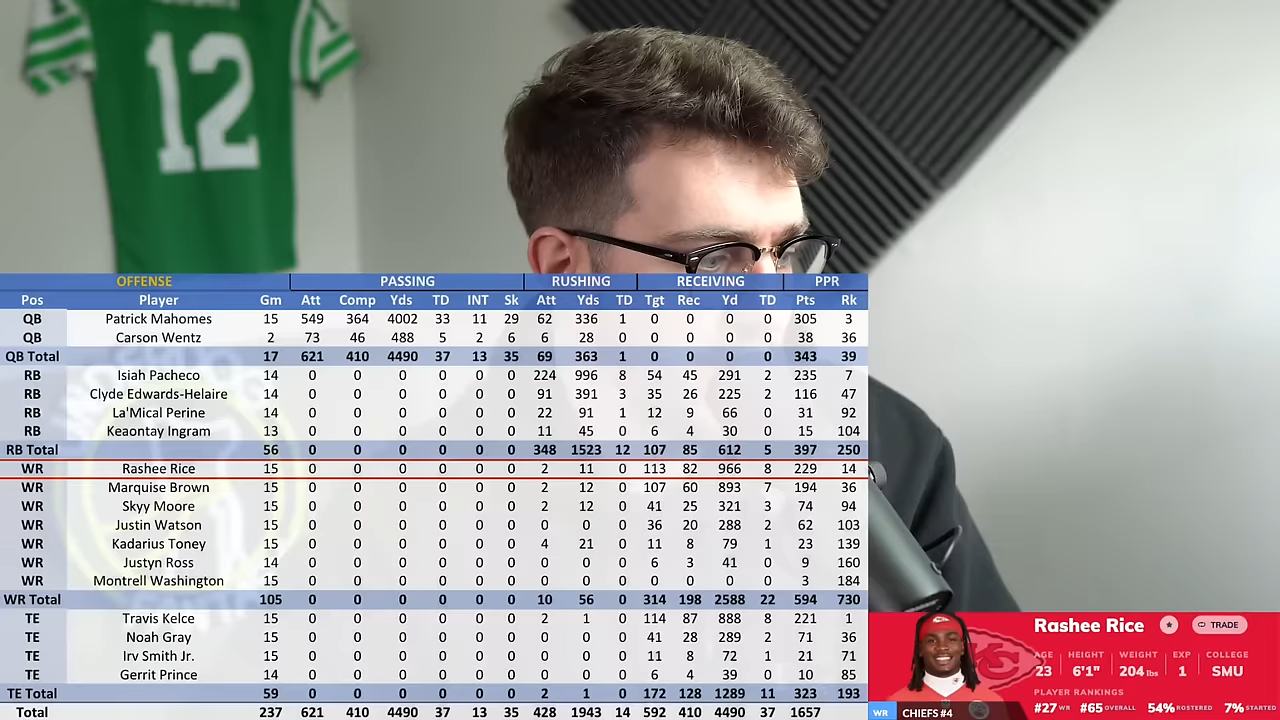 12
OFFENSE PASSING RUSHING RECEIVING PPR
Pos Player Gm Att Comp Yds TD INT Sk Att Yds TD Tgt Rec Yd TD Pts Rk
QB Patrick Mahomes 15 549 364 4002 33 11 29 62 336 1 0 0 0 0 305 3
QB Carson Wentz 2 73 46 488 5 2 6 6 28 0 0 0 0 0 38 36
QB Total 17 621 410 4490 37 13 35 69 363 1 0 0 0 0 343 39
RB Isiah Pacheco 14 0 0 0 0 0 0 224 996 8 54 45 291 2 235 7
RB Clyde Edwards-Helaire 14 0 0 0 0 0 0 91 391 3 35 26 225 2 116 47
RB La'Mical Perine 14 0 0 0 0 0 0 22 91 1 12 9 66 0 31 92
RB Keaontay Ingram 13 0 0 0 0 0 0 11 45 0 6 4 30 0 15 104
RB Total 56 0 0 0 0 0 0 348 1523 12 107 85 612 5 397 250
WR Rashee Rice 15 0 0 0 0 0 0 2 11 0 113 82 966 8 229 14
WR Marquise Brown 15 0 0 0 0 0 0 2 12 0 107 60 893 7 194 36
WR Skyy Moore 15 0 0 0 0 0 0 2 12 0 41 25 321 3 74 94
WR Justin Watson 15 0 0 0 0 0 0 0 0 0 36 20 288 2 62 103
WR Kadarius Toney 15 0 0 0 0 0 0 4 21 0 11 8 79 1 23 139
WR Justyn Ross 14 0 0 0 0 0 0 0 0 0 6 3 41 0 9 160
WR Montrell Washington 15 0 0 0 0 0 0 0 0 0 0 0 0 0 3 184
WR Total 105 0 0 0 0 0 0 10 56 0 314 198 2588 22 594 730
TE Travis Kelce 15 0 0 0 0 0 0 2 1 0 114 87 888 8 221 1
TE Noah Gray 15 0 0 0 0 0 0 0 0 0 41 28 289 2 71 36
TE Irv Smith Jr. 15 0 0 0 0 0 0 0 0 0 11 8 72 1 21 71
TE Gerrit Prince 14 0 0 0 0 0 0 0 0 0 6 4 39 0 10 85
TE Total 59 0 0 0 0 0 0 2 1 0 172 128 1289 11 323 193
Total 237 621 410 4490 37 13 35 428 1943 14 592 410 4490 37 1657
Rashee Rice TRADE
AGE HEIGHT WEIGHT EXP COLLEGE
23 6'1" 204 lbs 1 SMU
PLAYER RANKINGS
#27 WR #65 OVERALL 54% ROSTERED 7% STARTED
WR CHIEFS #4